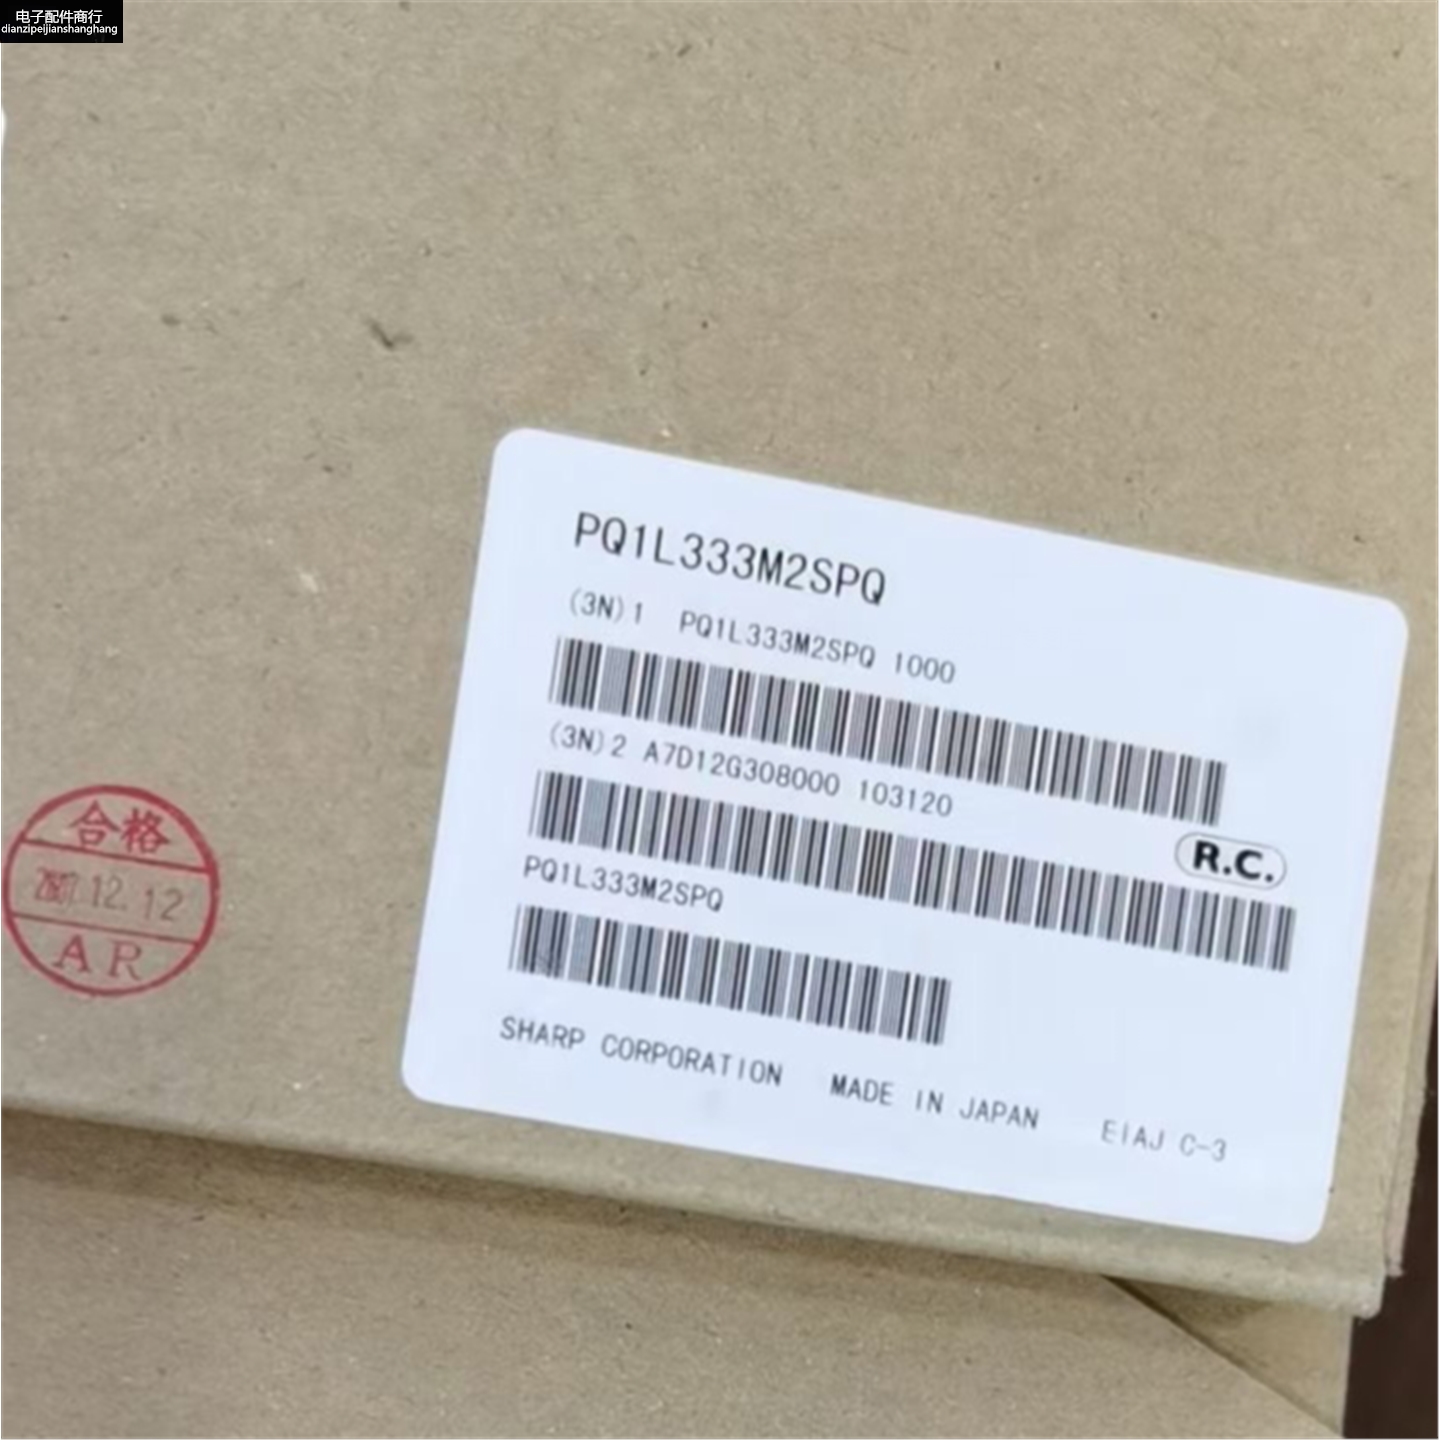 电子配件商行
dianzipeijianshanghang
PQ1L333M2SPQ
(3N)1 PQ1L333M2SPQ 1000
(3N)2 A7D12G308000 103120
R.C.
PQ1L333M2SPQ
SHARP CORPORATION MADE IN JAPAN EIAJ C-3
合格
12.12
AR